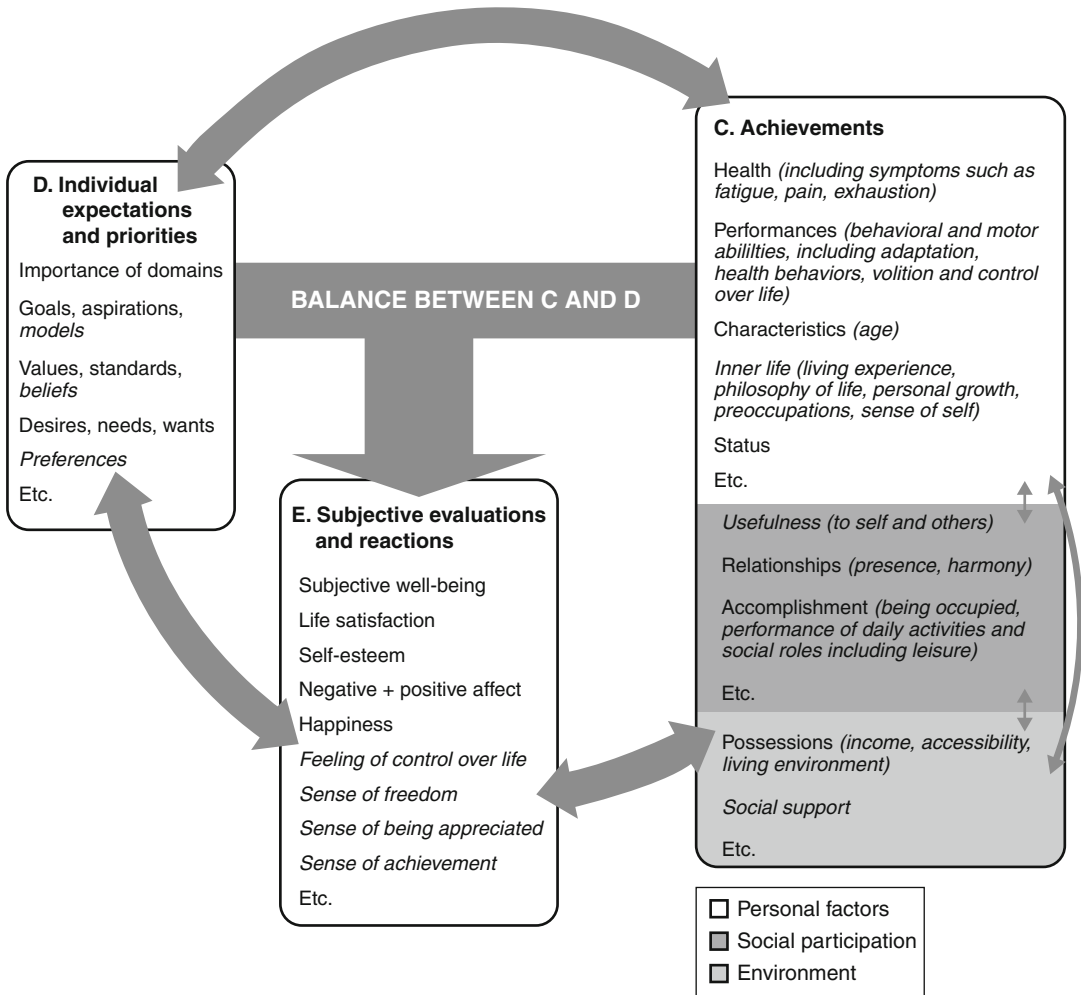 D. Individual
expectations
and priorities
Importance of domains
Goals, aspirations,
models
Values, standards,
beliefs
Desires, needs, wants
Preferences
Etc.
BALANCE BETWEEN C AND D
C. Achievements
Health (including symptoms such as
fatigue, pain, exhaustion)
Performances (behavioral and motor
abililties, including adaptation,
health behaviors, volition and control
over life)
Characteristics (age)
Inner life (living experience,
philosophy of life, personal growth,
preoccupations, sense of self)
Status
Etc.
Usefulness (to self and others)
Relationships (presence, harmony)
Accomplishment (being occupied,
performance of daily activities and
social roles including leisure)
Etc.
Possessions (income, accessibility,
living environment)
Social support
Etc.
E. Subjective evaluations
and reactions
Subjective well-being
Life satisfaction
Self-esteem
Negative + positive affect
Happiness
Feeling of control over life
Sense of freedom
Sense of being appreciated
Sense of achievement
Etc.
Personal factors
Social participation
Environment